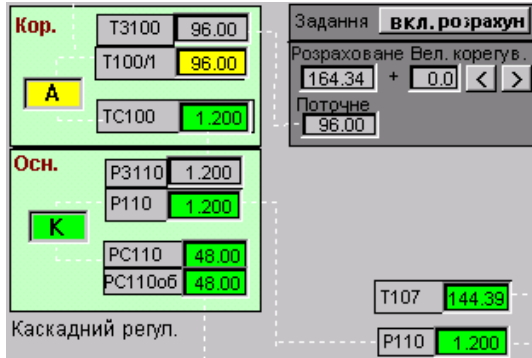 Кор.
ТЗ100 96.00
Т100/1 96.00
А
ТС100 1.200
Осн.
РЗ110 1.200
Р110 1.200
К
РС110 48.00
РС110об 48.00
Каскадний регул.
Задання вкл.розрахун
Розраховане Вел.корегув.
164.34 + 0.0 < >
Поточне
96.00
Т107 144.39
Р110 1.200